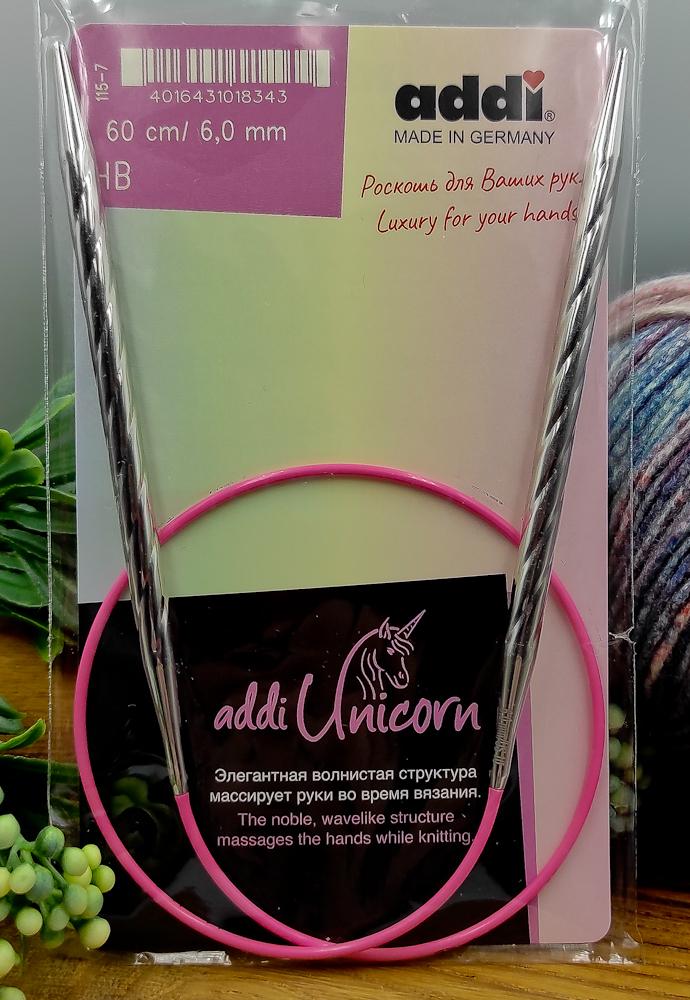 115-7
4016431018343
60 cm/ 6,0 mm
HB
addi®
MADE IN GERMANY
Роскошь для Ваших рук.
Luxury for your hands
addi Unicorn
Элегантная волнистая структура
массирует руки во время вязания.
The noble, wavelike structure
massages the hands while knitting.